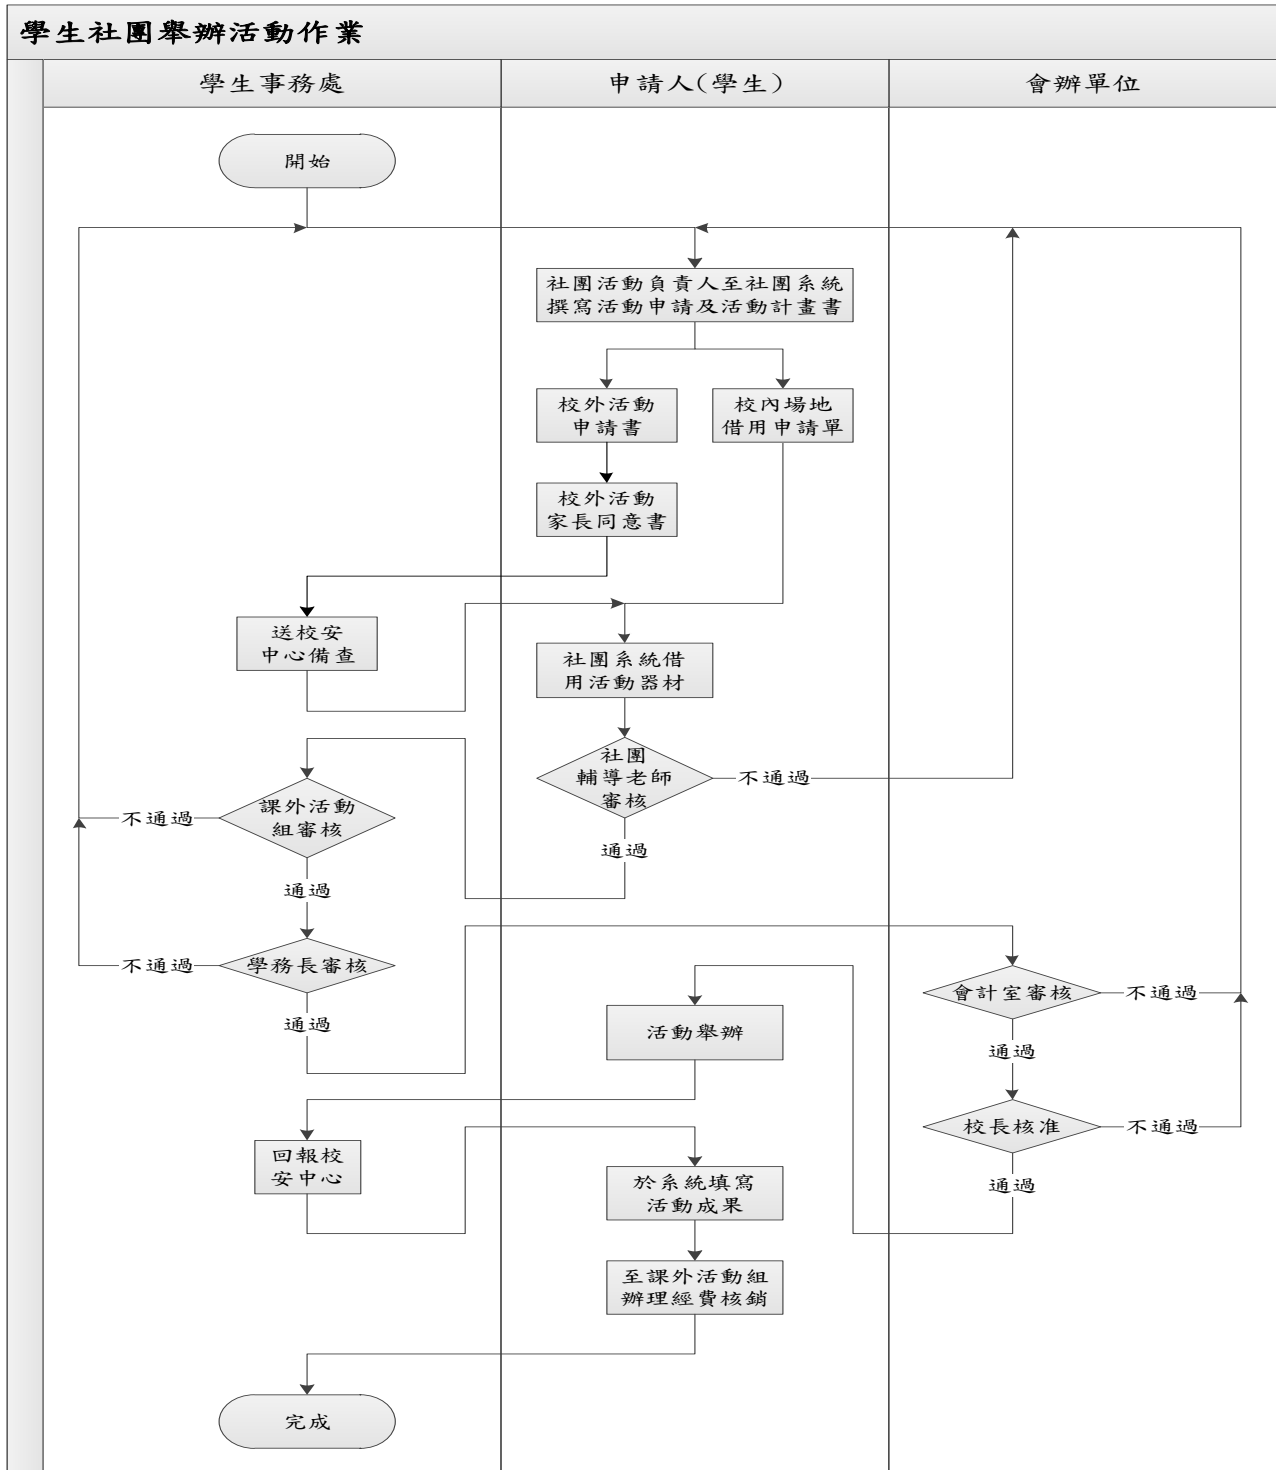 學生社團舉辦活動作業
學生事務處
申請人(學生)
會辦單位
開始
社團活動負責人至社團系統
撰寫活動申請及活動計畫書
校外活動
申請書
校內場地
借用申請單
校外活動
家長同意書
送校安
中心備查
社團系統借
用活動器材
社團
輔導老師
審核
不通過
通過
課外活動
組審核
不通過
通過
學務長審核
不通過
通過
會計室審核
不通過
通過
校長核准
不通過
通過
活動舉辦
回報校
安中心
於系統填寫
活動成果
至課外活動組
辦理經費核銷
完成